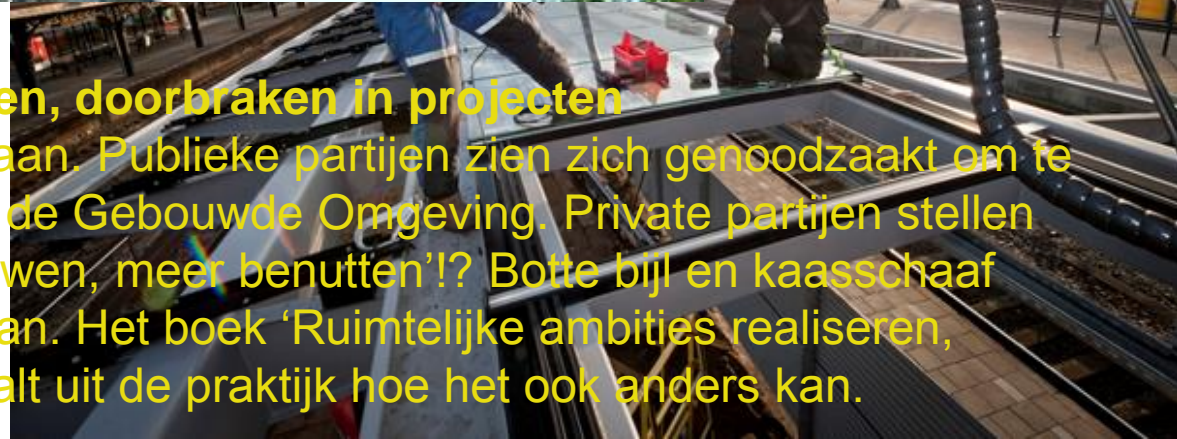 en, doorbraken in projecten
aan. Publieke partijen zien zich genoodzaakt om te
de Gebouwde Omgeving. Private partijen stellen
wen, meer benutten’!? Botte bijl en kaasschaaf
an. Het boek ‘Ruimtelijke ambities realiseren,
alt uit de praktijk hoe het ook anders kan.